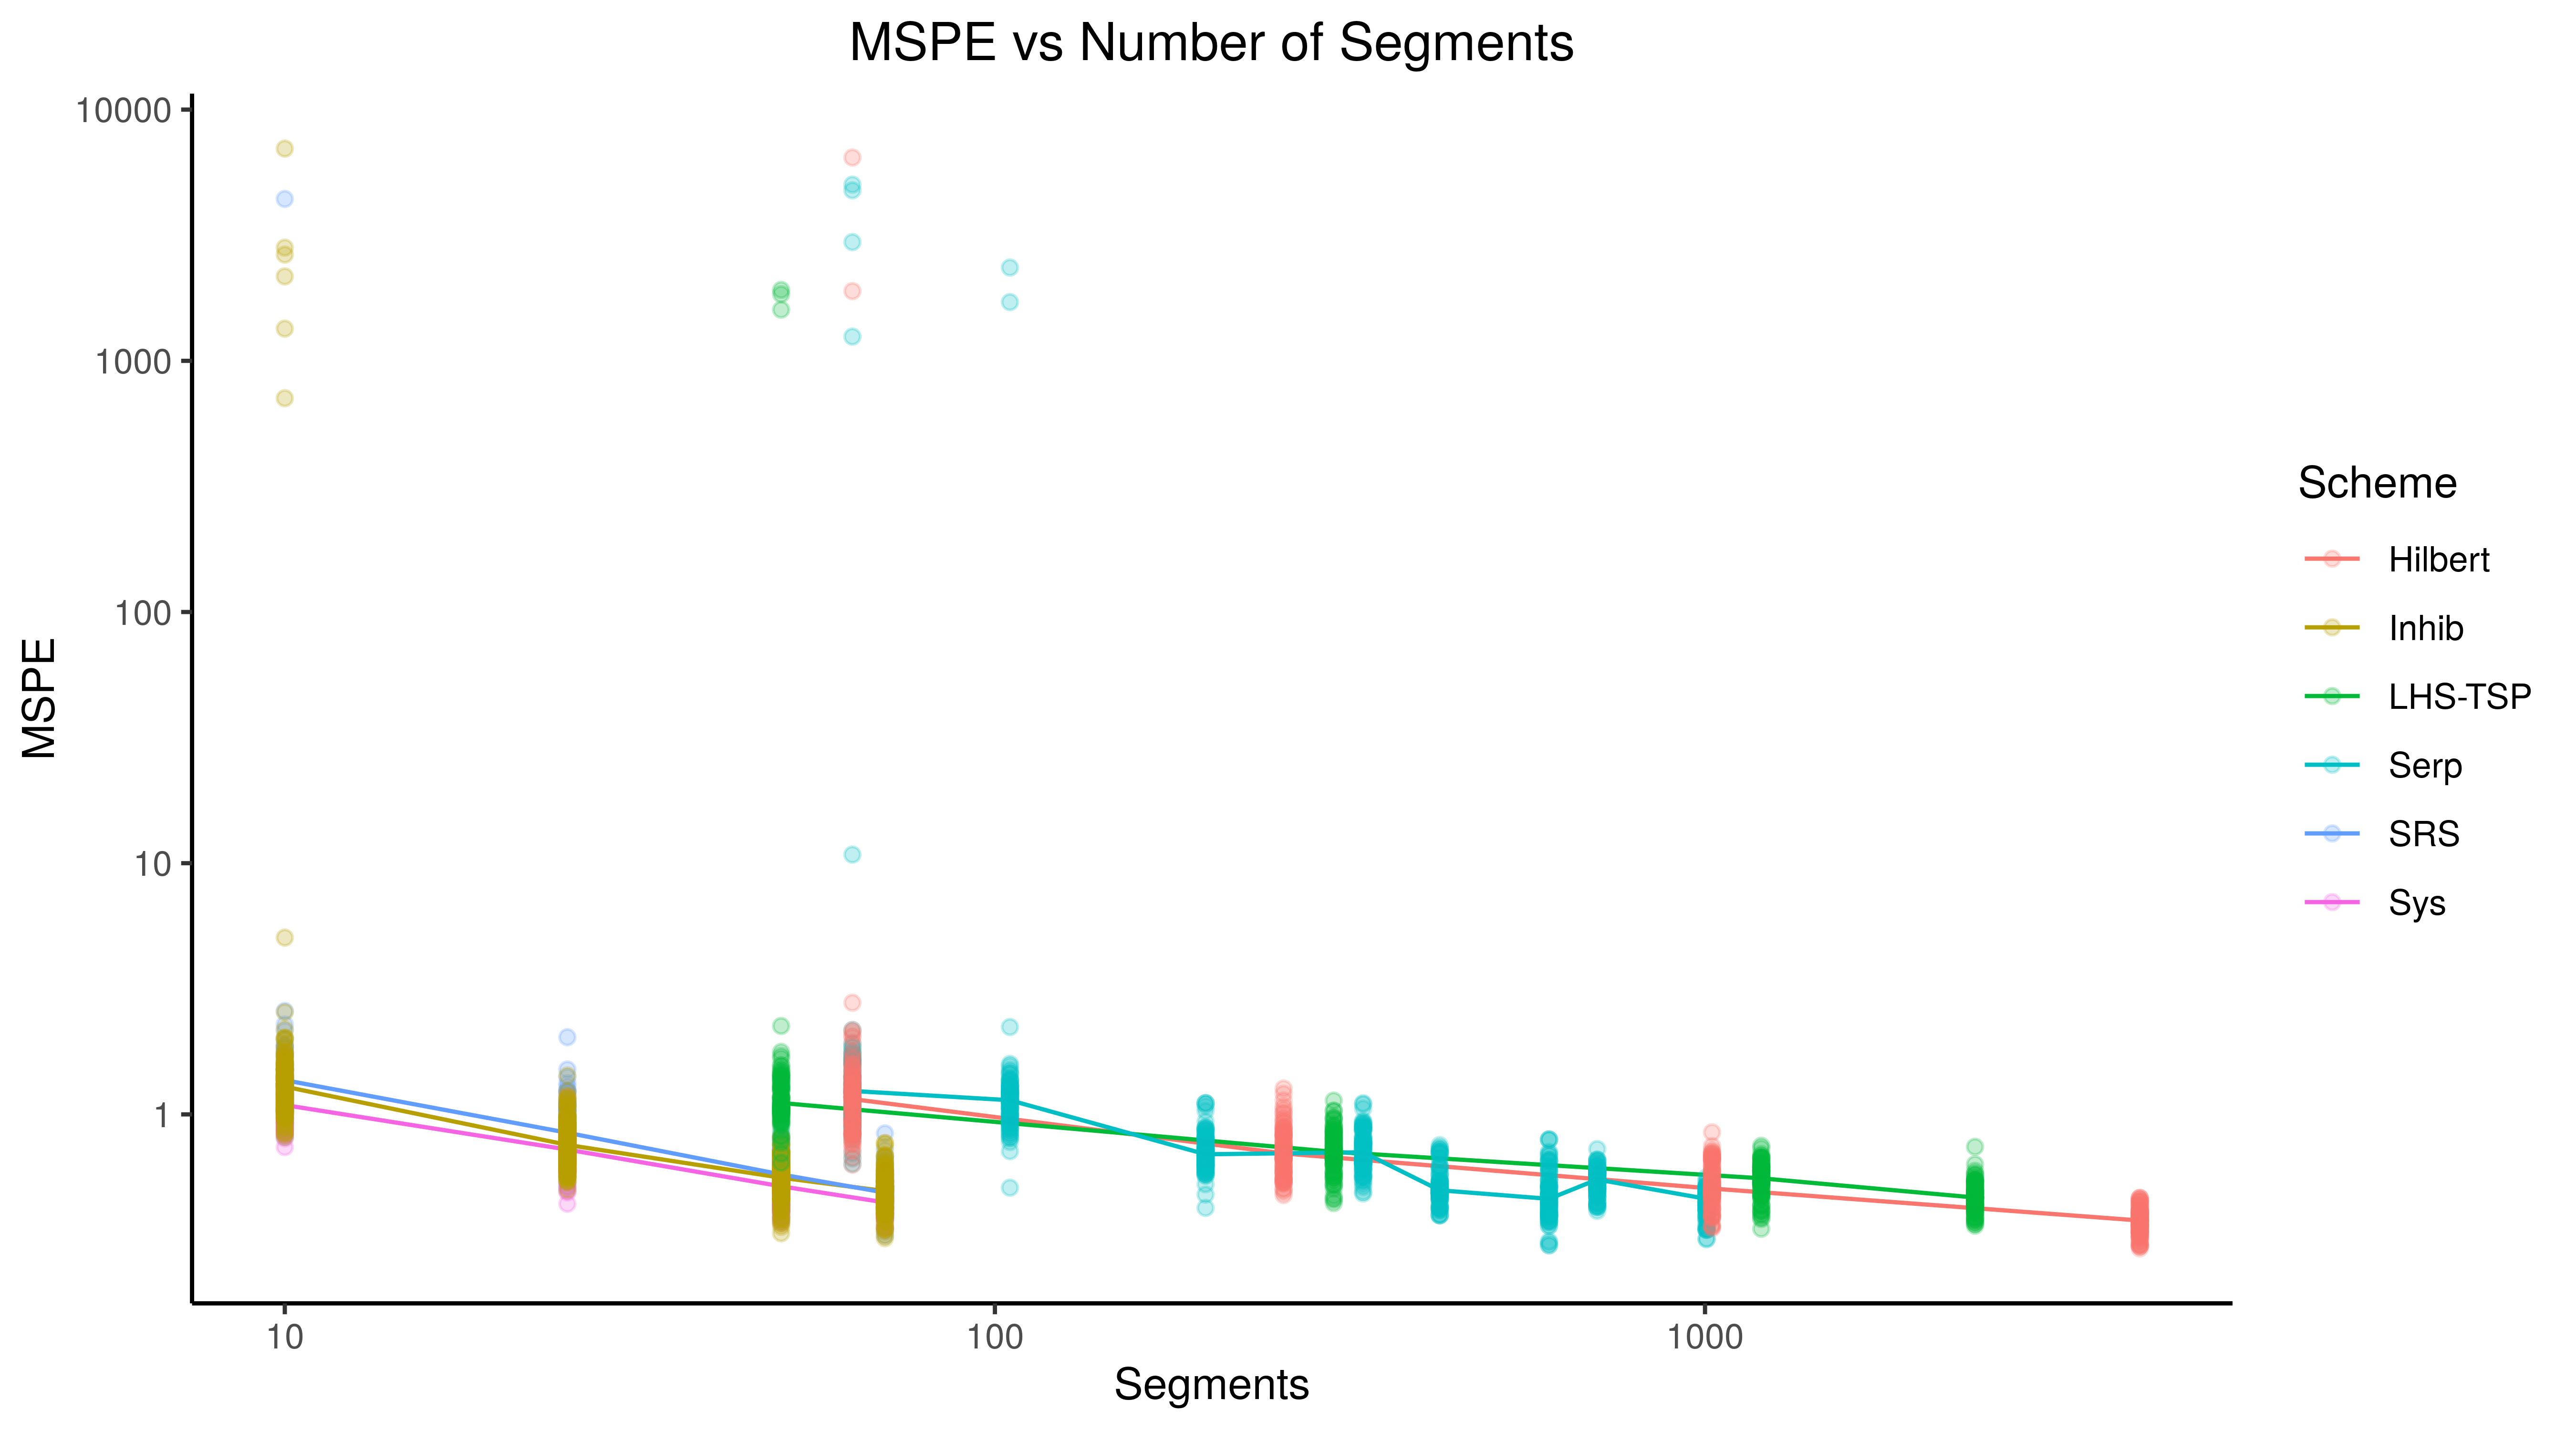 MSPE vs Number of Segments
10000
1000
100
10
1
MSPE
10
100
1000
Segments
Scheme
Hilbert
Inhib
LHS-TSP
Serp
SRS
Sys